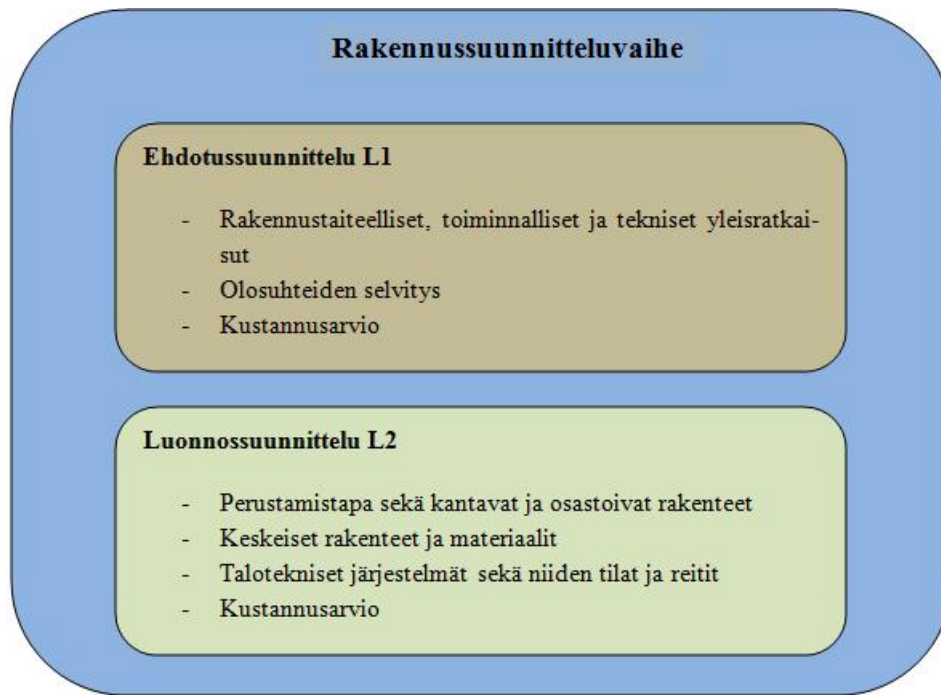 Rakennussuunnitteluvaihe
Ehdotussuunnittelu L1
- Rakennustaiteelliset, toiminnalliset ja tekniset yleisratkai-
sut
- Olosuhteiden selvitys
- Kustannusarvio
Luonnossuunnittelu L2
- Perustamistapa sekä kantavat ja osastoivat rakenteet
- Keskeiset rakenteet ja materiaalit
- Talotekniset järjestelmät sekä niiden tilat ja reitit
- Kustannusarvio